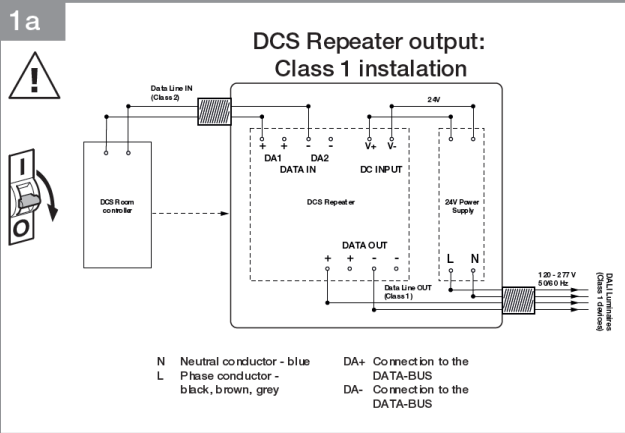 1a
DCS Repeater output:
Class 1 instalation
Data Line IN
(Class2)
24V
+ + - -
V+ V-
DA1 DA2
DATA IN
DC INPUT
DCS Room
controller
DCS Repeater
24V Power
Supply
I
O
DATA OUT
+ + - -
L N
Data Line OUT
(Class1)
120 - 277V
50/60 Hz
DALI Luminaires
(Class 1 devices)
N Neutral conductor - blue
L Phase conductor -
black, brown, grey
DA+ Connection to the
DATA-BUS
DA- Connection to the
DATA-BUS